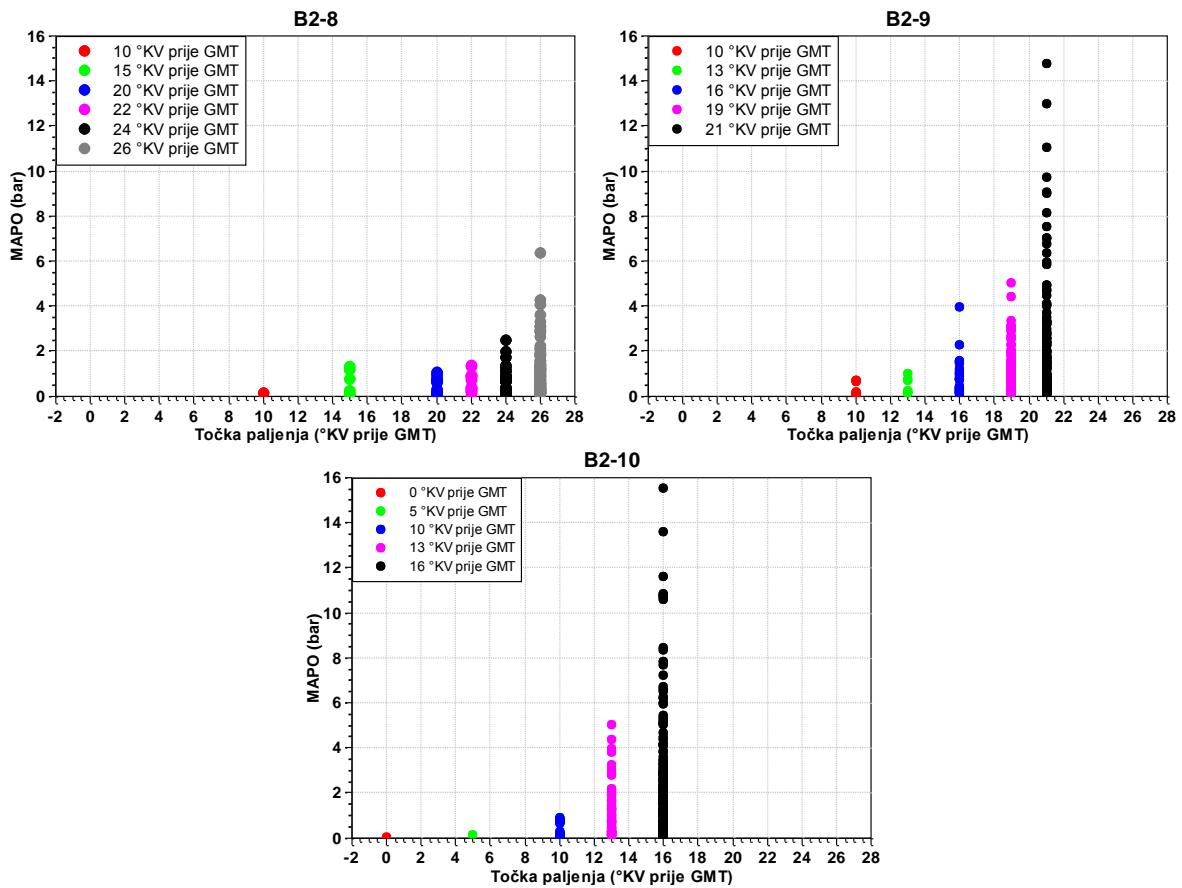 B2-8
16
14
12
10
8
6
4
2
0
MAPO (bar)
10 °KV prije GMT
15 °KV prije GMT
20 °KV prije GMT
22 °KV prije GMT
24 °KV prije GMT
26 °KV prije GMT
-2 0 2 4 6 8 10 12 14 16 18 20 22 24 26 28
Točka paljenja (°KV prije GMT)
B2-9
16
14
12
10
8
6
4
2
0
MAPO (bar)
10 °KV prije GMT
13 °KV prije GMT
16 °KV prije GMT
19 °KV prije GMT
21 °KV prije GMT
-2 0 2 4 6 8 10 12 14 16 18 20 22 24 26 28
Točka paljenja (°KV prije GMT)
B2-10
16
14
12
10
8
6
4
2
0
MAPO (bar)
0 °KV prije GMT
5 °KV prije GMT
10 °KV prije GMT
13 °KV prije GMT
16 °KV prije GMT
-2 0 2 4 6 8 10 12 14 16 18 20 22 24 26 28
Točka paljenja (°KV prije GMT)